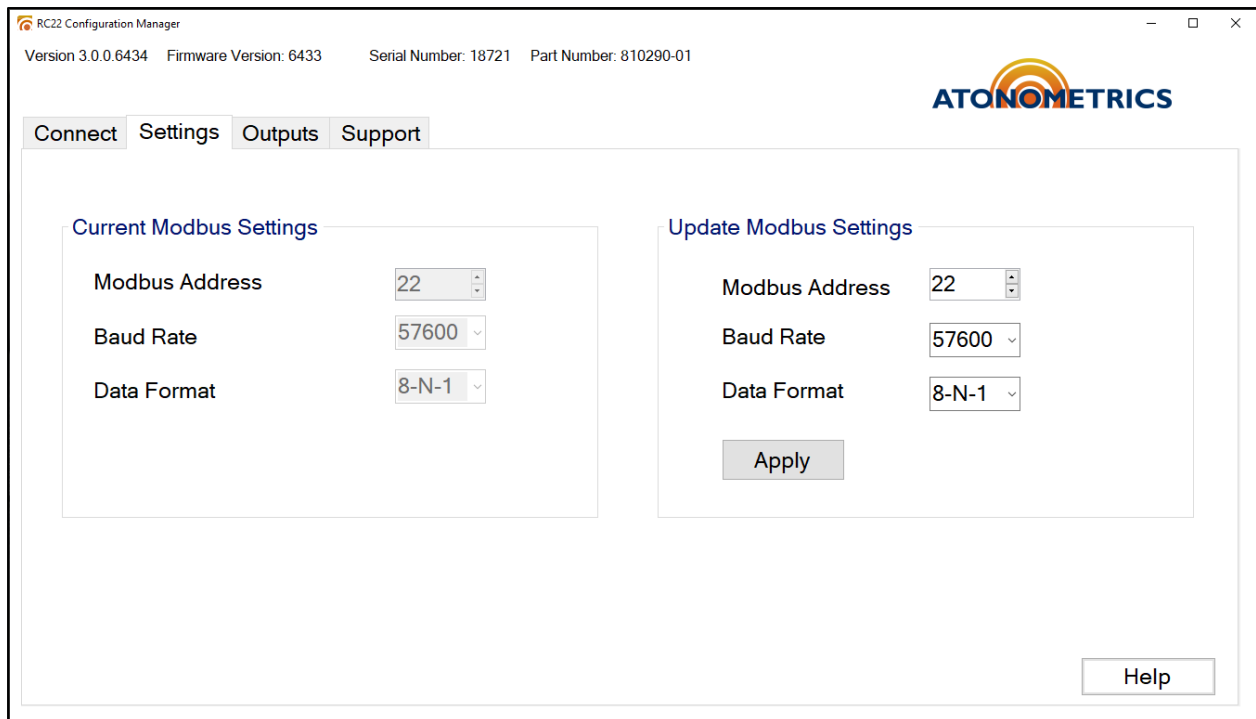 RC22 Configuration Manager
Version 3.0.0.6434 Firmware Version: 6433 Serial Number: 18721 Part Number: 810290-01
ATONOMETRICS
Connect Settings Outputs Support
Current Modbus Settings
Modbus Address 22
Baud Rate 57600
Data Format 8-N-1
Update Modbus Settings
Modbus Address 22
Baud Rate 57600
Data Format 8-N-1
Apply
Help